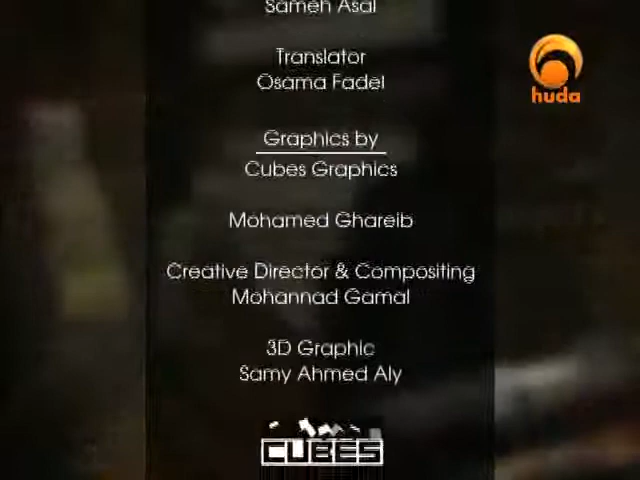 Sameh Asal
Translator
Osama Fadel
huda
Graphics by
Cubes Graphics
Mohamed Ghareib
Creative Director & Compositing
Mohannad Gamal
3D Graphic
Samy Ahmed Aly
CUBES